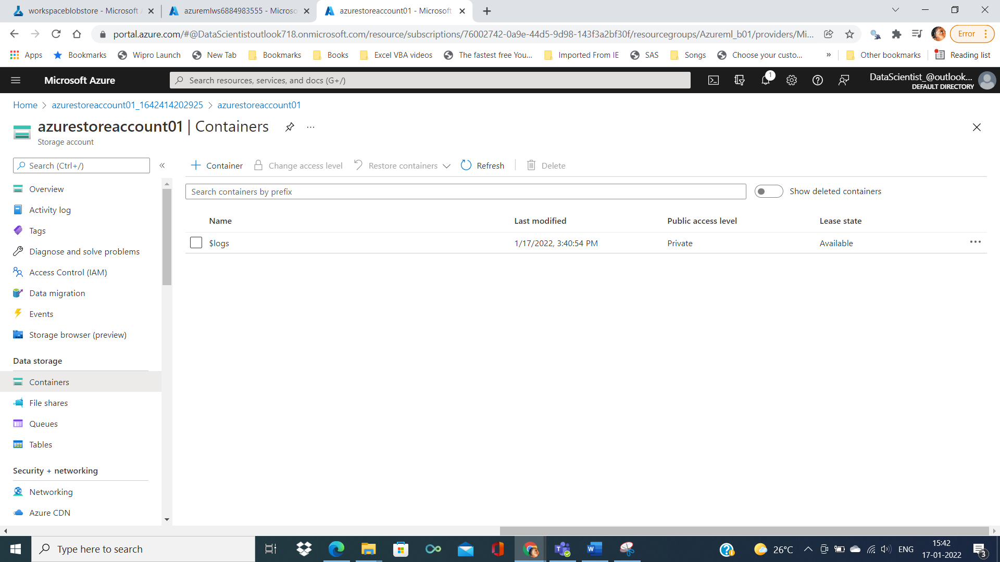 workspaceblobstore - Microsoft A
azuremlws6884983555 - Microso
azurestoreaccount01 - Microsoft
portal.azure.com/#@DataScientistoutlook718.onmicrosoft.com/resource/subscriptions/76002742-0a9e-44d5-9d98-143f3a2bf30f/resourcegroups/Azureml_b01/providers/Mi...
Error
Apps
Bookmarks
Wipro Launch
New Tab
Bookmarks
Books
Excel VBA videos
The fastest free You...
Imported From IE
SAS
Songs
Choose your custo...
»
Other bookmarks
Reading list
Microsoft Azure
Search resources, services, and docs (G+/)
1
DataScientist_@outlook...
DEFAULT DIRECTORY
Home > azurestoreaccount01_1642414202925 > azurestoreaccount01
azurestoreaccount01 | Containers
...
Storage account
Search (Ctrl+/)
«
Container
Change access level
Restore containers
Refresh
Delete
Search containers by prefix
Show deleted containers
Name
Last modified
Public access level
Lease state
$logs
1/17/2022, 3:40:54 PM
Private
Available
...
Overview
Activity log
Tags
Diagnose and solve problems
Access Control (IAM)
Data migration
Events
Storage browser (preview)
Data storage
Containers
File shares
Queues
Tables
Security + networking
Networking
Azure CDN
Type here to search
26°C
ENG
15:42
17-01-2022
3